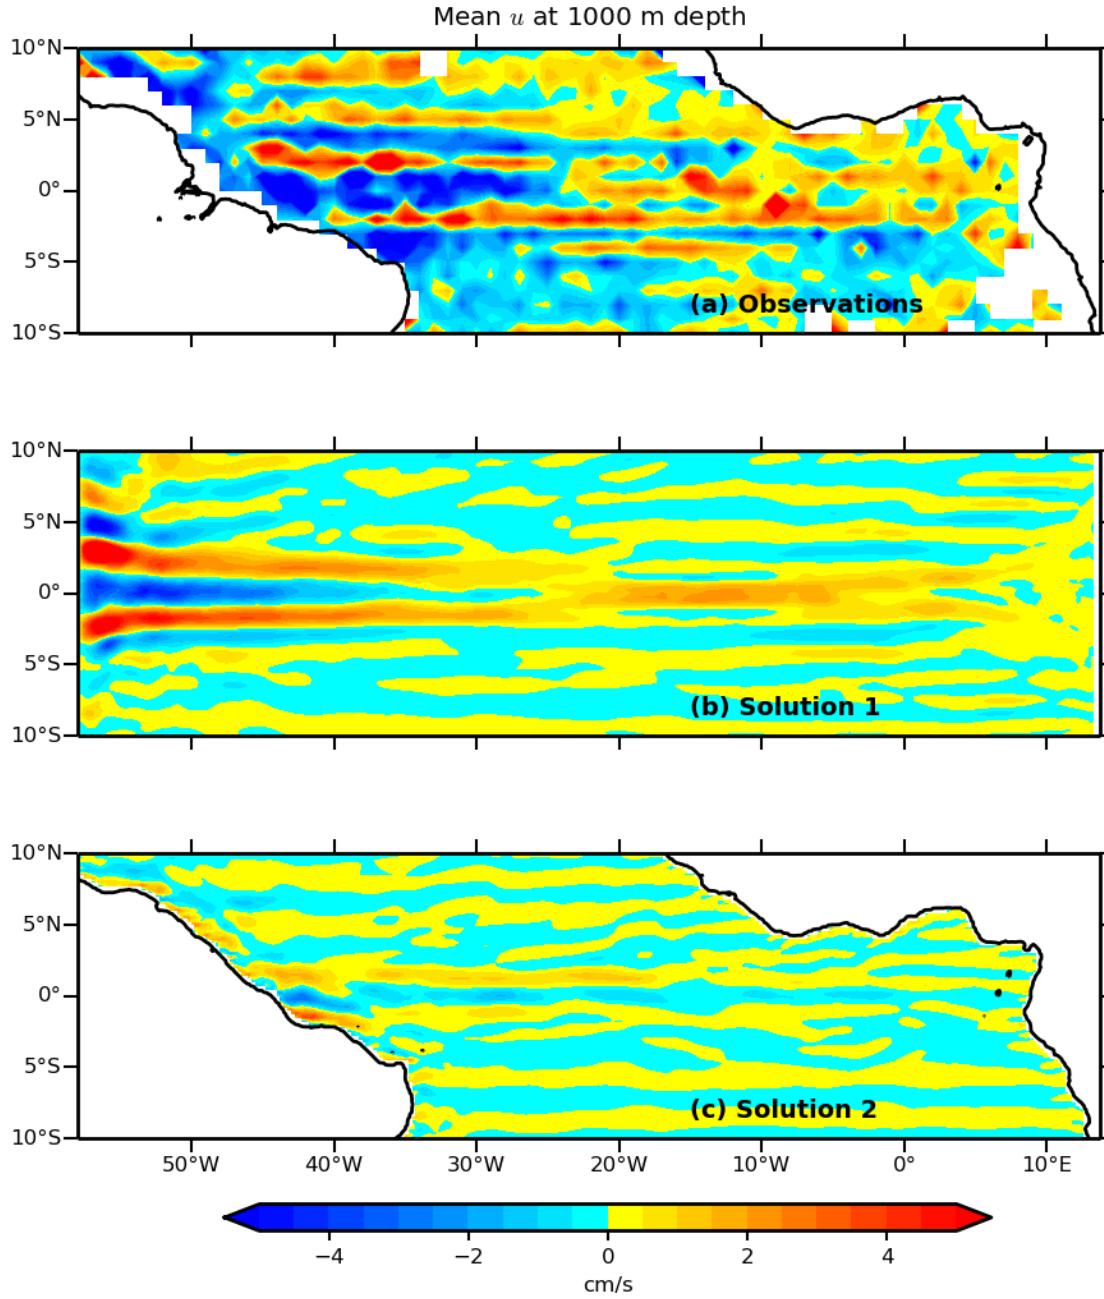 Mean u at 1000 m depth
10°N
5°N
0°
5°S
10°S
(a) Observations
10°N
5°N
0°
5°S
10°S
(b) Solution 1
10°N
5°N
0°
5°S
10°S
(c) Solution 2
50°W 40°W 30°W 20°W 10°W 0° 10°E
−4 −2 0 2 4
cm/s